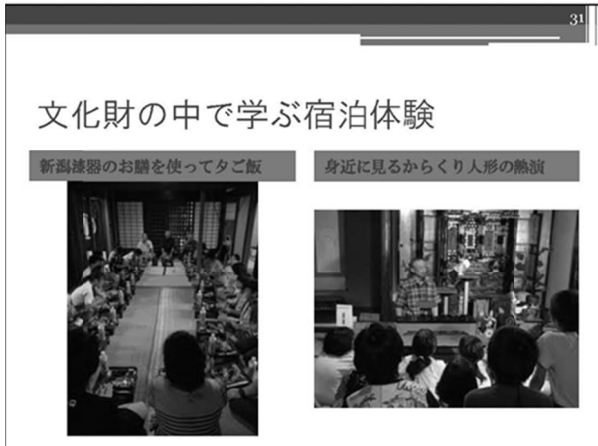 31
文化財の中で学ぶ宿泊体験
新潟漆器のお膳を使って夕ご飯
身近に見るからくり人形の熱演